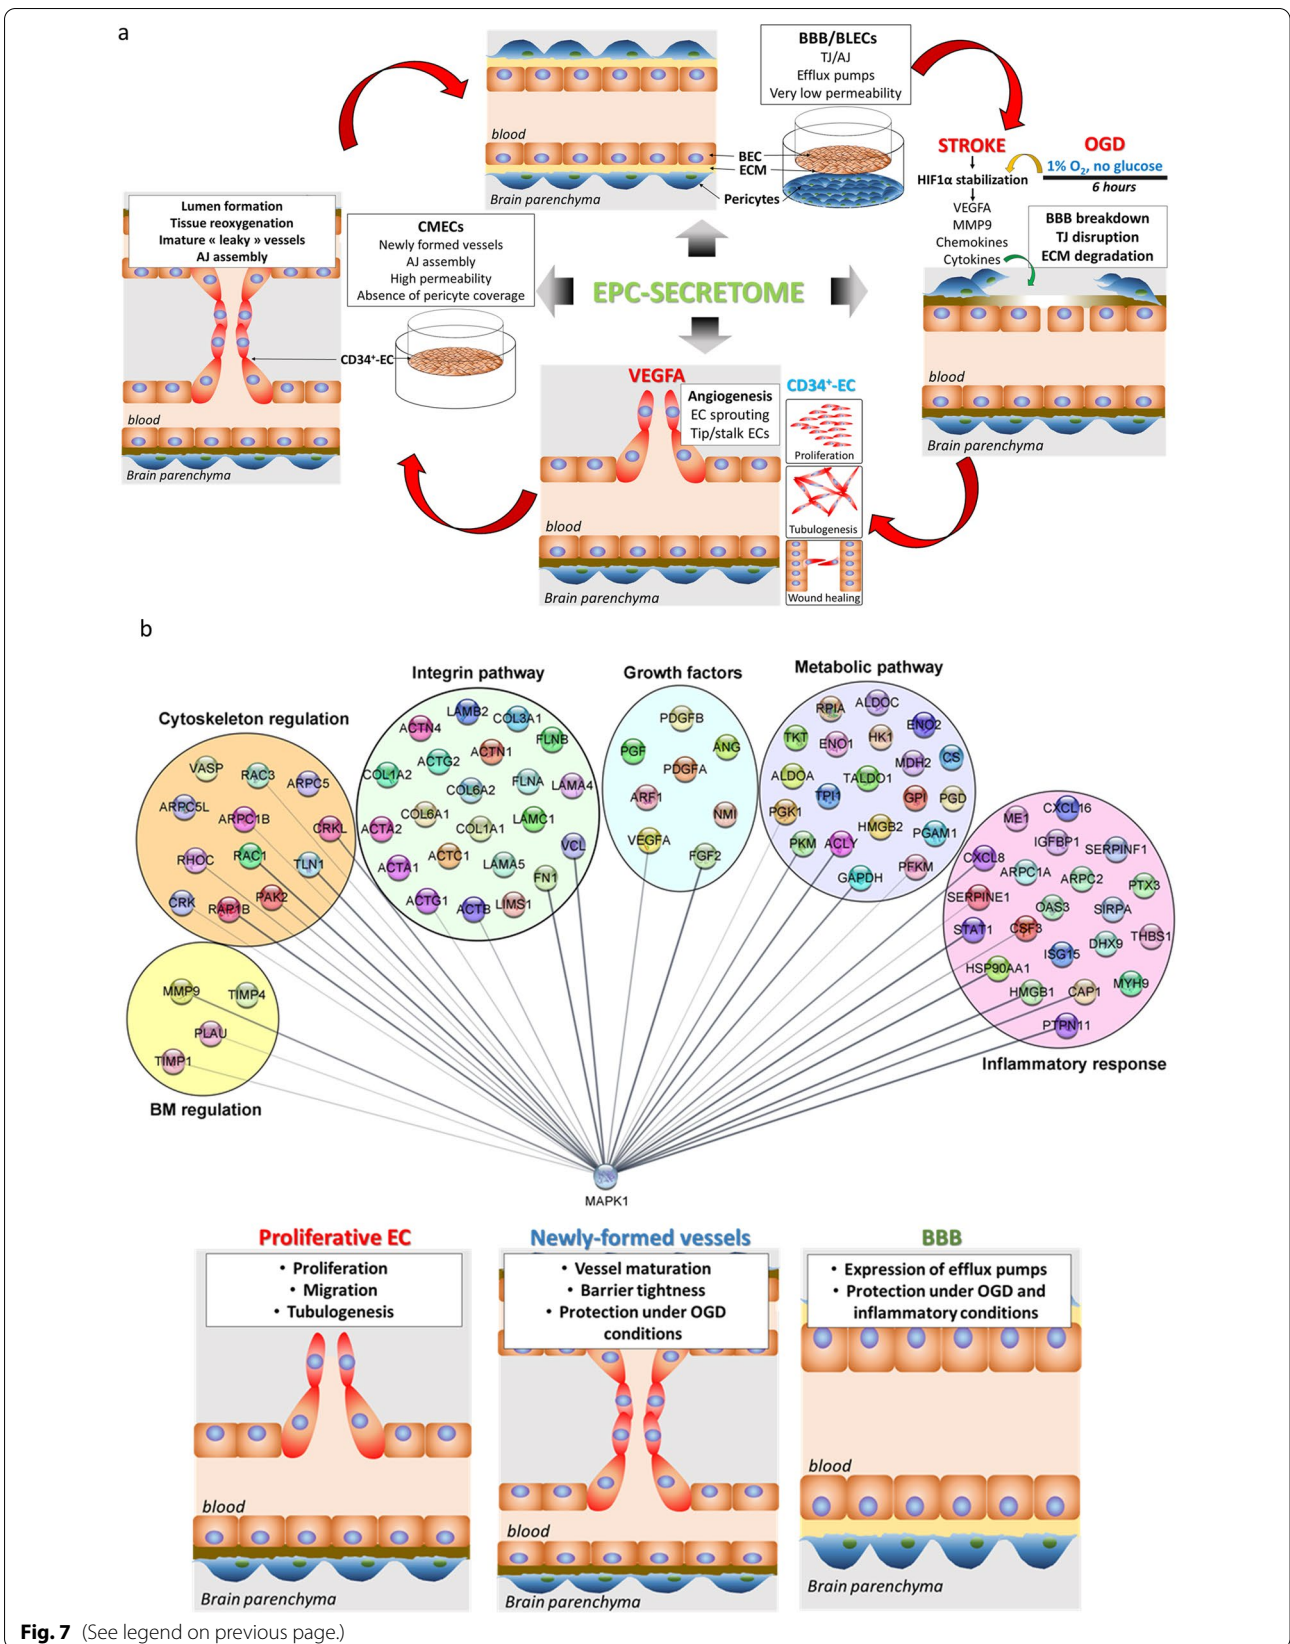 a
BBB/BLECs
TJ/AJ
Efflux pumps
Very low permeability
blood
BEC
ECM
Pericytes
Brain parenchyma
STROKE
OGD
1% O2, no glucose
6 hours
HIF1α stabilization
VEGFA
MMP9
Chemokines
Cytokines
BBB breakdown
TJ disruption
ECM degradation
Brain parenchyma
blood
Lumen formation
Tissue reoxygenation
Imature « leaky » vessels
AJ assembly
CMECs
Newly formed vessels
AJ assembly
High permeability
Absence of pericyte coverage
CD34+-EC
blood
Brain parenchyma
EPC-SECRETOME
VEGFA
Angiogenesis
EC sprouting
Tip/stalk ECs
CD34+-EC
Proliferation
Tubulogenesis
Wound healing
blood
Brain parenchyma
b
Cytoskeleton regulation
VASP
RAC3
ARPC5
ARPC5L
ARPC1B
CRKL
RHOC
RAC1
TLN1
CRK
RAP1B
PAK2
Integrin pathway
LAMB2
COL3A1
ACTN4
FLNB
ACTG2
ACTN1
COL1A2
FLNA
LAMA4
COL6A2
COL6A1
LAMC1
ACTA2
COL1A1
VCL
ACTC1
LAMA5
ACTA1
FN1
ACTG1
ACTB
LIMS1
Growth factors
PDGFB
PGF
ANG
PDGFA
ARF1
NMI
VEGFA
FGF2
Metabolic pathway
RPIA
ALDOC
ENO2
TKT
ENO1
HK1
MDH2
CS
ALDOA
TALDO1
TPI1
GPI
PGD
PGK1
HMGB2
PGAM1
PKM
ACLY
PFKM
GAPDH
ME1
CXCL16
IGFBP1
SERPINF1
CXCL8
ARPC1A
ARPC2
PTX3
SERPINE1
OAS3
SIRPA
STAT1
CSF3
THBS1
DHX9
ISG15
HSP90AA1
MYH9
HMGB1
CAP1
PTPN11
Inflammatory response
MMP9
TIMP4
PLAU
TIMP1
BM regulation
MAPK1
Proliferative EC
• Proliferation
• Migration
• Tubulogenesis
blood
Brain parenchyma
Newly-formed vessels
• Vessel maturation
• Barrier tightness
• Protection under OGD
conditions
blood
Brain parenchyma
BBB
• Expression of efflux pumps
• Protection under OGD and
inflammatory conditions
blood
Brain parenchyma
Fig. 7 (See legend on previous page.)